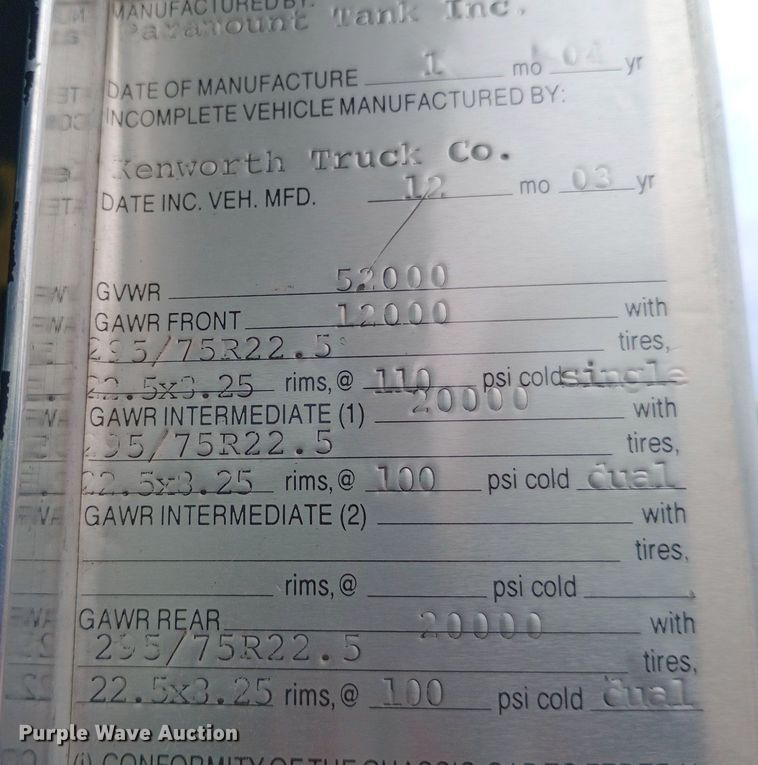 MANUFACTURED BY:
Paramount Tank Inc.
DATE OF MANUFACTURE 1 mo 04 yr
INCOMPLETE VEHICLE MANUFACTURED BY:
Kenworth Truck Co.
DATE INC. VEH. MFD. 12 mo 03 yr
GVWR 52000
GAWR FRONT 12000 with
295/75R22.5 tires,
22.5x8.25 rims,@ 110 psi cold single
GAWR INTERMEDIATE (1) 20000 with
295/75R22.5 tires,
22.5x8.25 rims,@ 100 psi cold dual
GAWR INTERMEDIATE (2) with
tires,
rims,@ psi cold
GAWR REAR 20000 with
295/75R22.5 tires,
22.5x8.25 rims,@ 100 psi cold dual
Purple Wave Auction